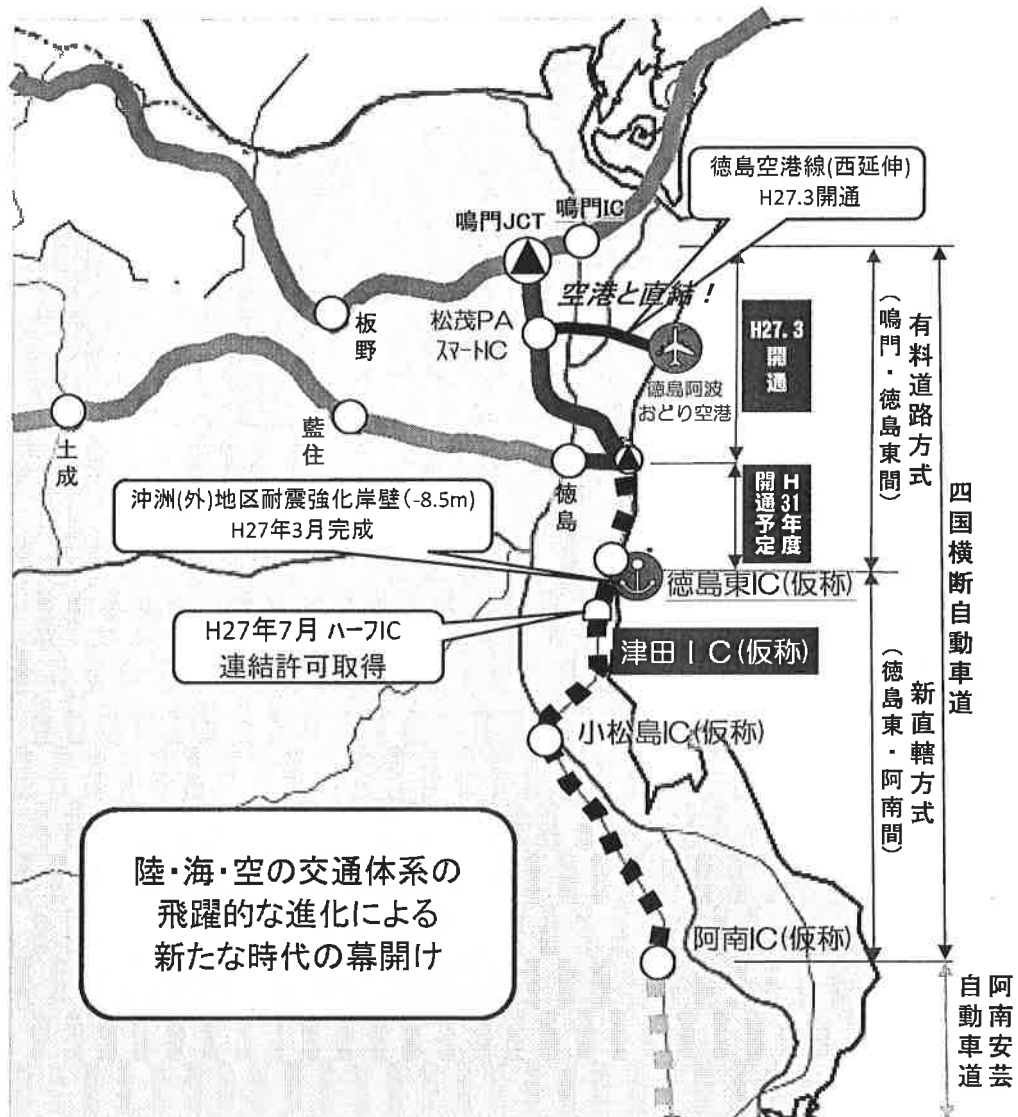 徳島空港線(西延伸)
H27.3開通
鳴門JCT
鳴門IC
空港と直結！
松茂PA
スマートIC
板野
徳島阿波
おどり空港
H27.3
開通
有料道路方式
(鳴門・徳島東間)
土成
藍住
徳島
沖洲(外)地区耐震強化岸壁(-8.5m)
H27年3月完成
H31年度
開通予定
四国横断自動車道
徳島東IC(仮称)
H27年7月 ハーフIC
連結許可取得
津田IC(仮称)
新直轄方式
(徳島東・阿南間)
小松島IC(仮称)
陸・海・空の交通体系の
飛躍的な進化による
新たな時代の幕開け
阿南IC(仮称)
阿南安芸
自動車道